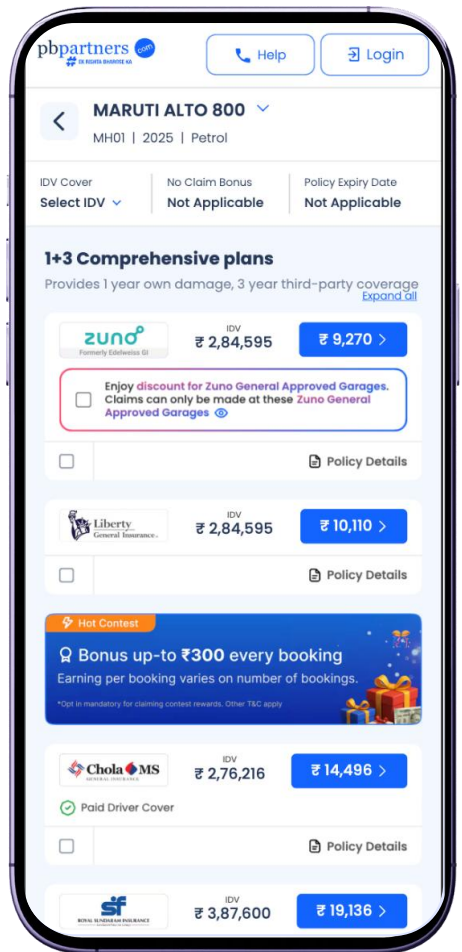 pbpartners com
# EK RISHTA BHAROSE KA
Help
Login
MARUTI ALTO 800
MH01 | 2025 | Petrol
IDV Cover
No Claim Bonus
Policy Expiry Date
Select IDV
Not Applicable
Not Applicable
1+3 Comprehensive plans
Provides 1 year own damage, 3 year third-party coverage
Expand all
zuno
Formerly Edelweiss GI
IDV
₹ 2,84,595
₹ 9,270 >
Enjoy discount for Zuno General Approved Garages.
Claims can only be made at these Zuno General
Approved Garages
Policy Details
Liberty
General Insurance
IDV
₹ 2,84,595
₹ 10,110 >
Policy Details
Hot Contest
Bonus up-to ₹300 every booking
Earning per booking varies on number of bookings.
*Opt in mandatory for claiming contest rewards. Other T&C apply
Chola MS
GENERAL INSURANCE
IDV
₹ 2,76,216
₹ 14,496 >
Paid Driver Cover
Policy Details
sf
ROYAL SUNDARAM INSURANCE
IDV
₹ 3,87,600
₹ 19,136 >